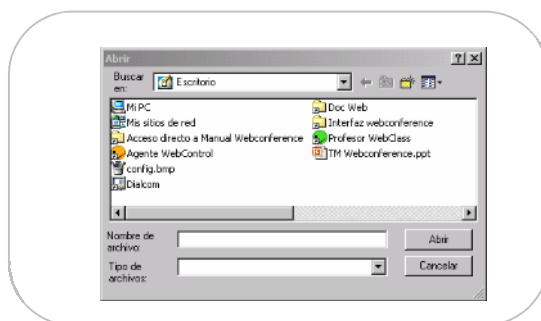 Abrir
Buscar en:
Escritorio
Mi PC
Mis sitios de red
Acceso directo a Manual Webconference
Agente WebControl
config.bmp
Dialcom
Doc Web
Interfaz webconference
Profesor WebClass
TM Webconference.ppt
Nombre de archivo:
Abrir
Tipo de archivos:
Cancelar